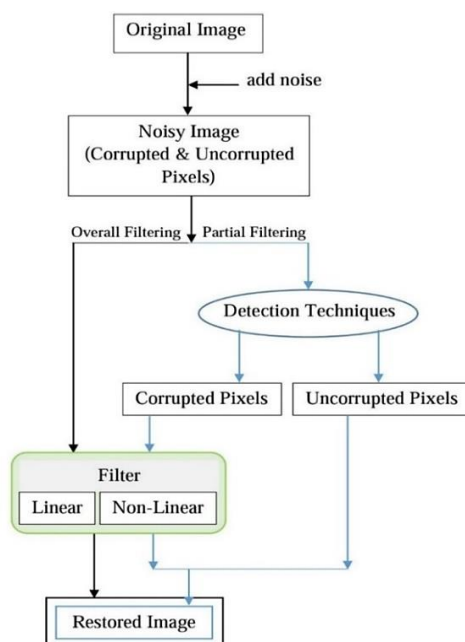 Original Image
add noise
Noisy Image
(Corrupted & Uncorrupted
Pixels)
Overall Filtering
Partial Filtering
Detection Techniques
Corrupted Pixels
Uncorrupted Pixels
Filter
Linear
Non-Linear
Restored Image